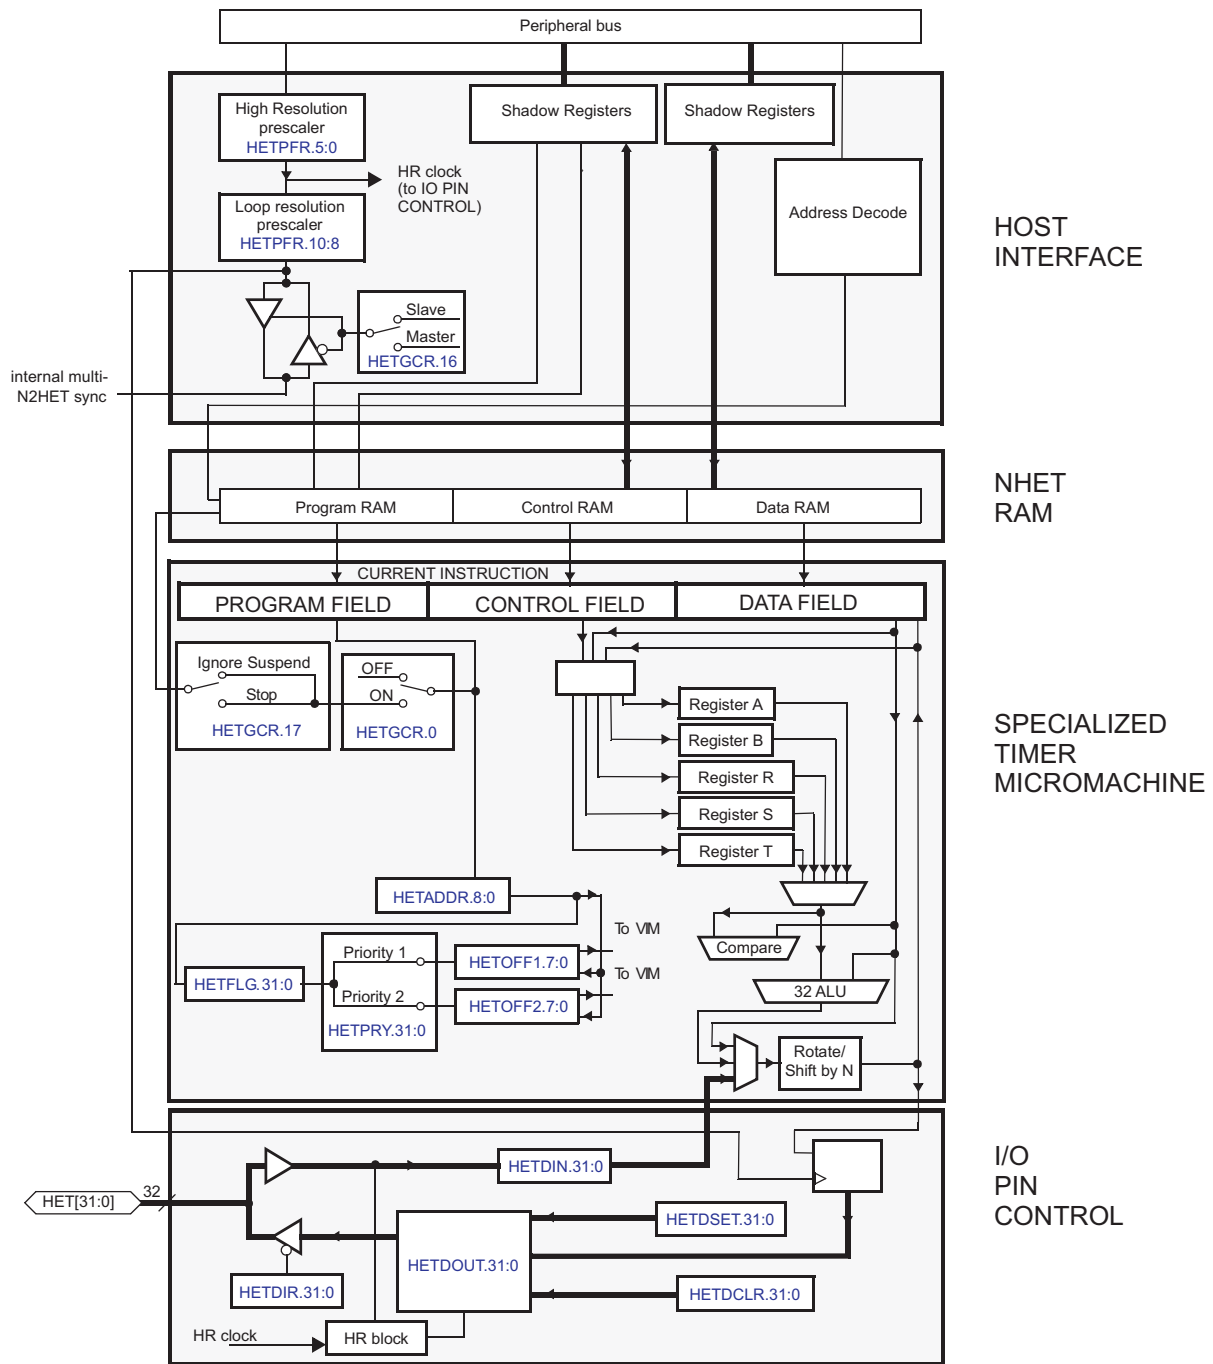 Peripheral bus
High Resolution
prescaler
HETPFR.5:0
Shadow Registers
Shadow Registers
HR clock
(to IO PIN
CONTROL)
Loop resolution
prescaler
HETPFR.10:8
Address Decode
HOST
INTERFACE
Slave
Master
HETGCR.16
internal multi-
N2HET sync
NHET
RAM
Program RAM
Control RAM
Data RAM
CURRENT INSTRUCTION
PROGRAM FIELD
CONTROL FIELD
DATA FIELD
Ignore Suspend
Stop
HETGCR.17
OFF
ON
HETGCR.0
Register A
Register B
Register R
Register S
Register T
SPECIALIZED
TIMER
MICROMACHINE
HETADDR.8:0
To VIM
To VIM
Compare
32 ALU
HETFLG.31:0
Priority 1
Priority 2
HETPRY.31:0
HETOFF1.7:0
HETOFF2.7:0
Rotate/
Shift by N
I/O
PIN
CONTROL
HETDIN.31:0
HET[31:0]
32
HETDSET.31:0
HETDOUT.31:0
HETDIR.31:0
HETDCLR.31:0
HR clock
HR block